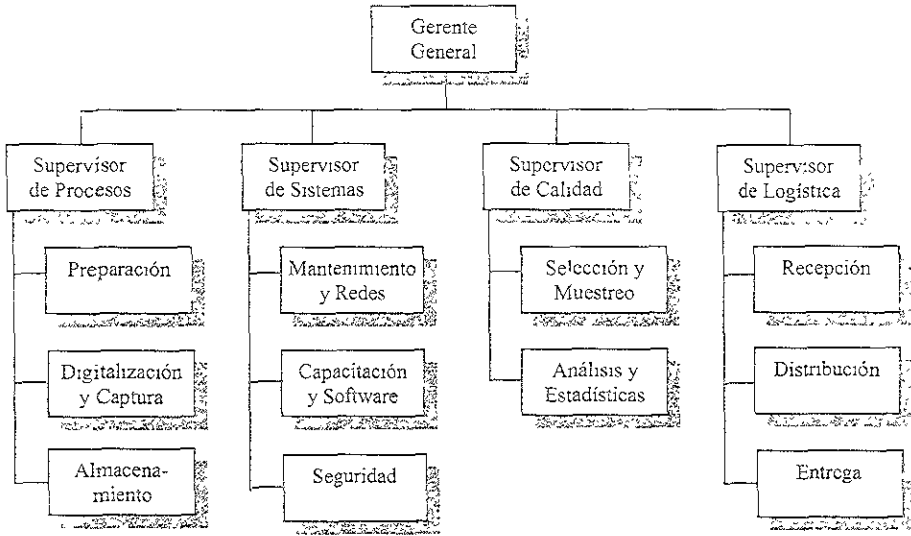 Gerente
General
Supervisor
de Procesos
Supervisor
de Sistemas
Supervisor
de Calidad
Supervisor
de Logística
Preparación
Mantenimiento
y Redes
Selección y
Muestreo
Recepción
Digitalización
y Captura
Capacitación
y Software
Análisis y
Estadísticas
Distribución
Almacena-
miento
Seguridad
Entrega